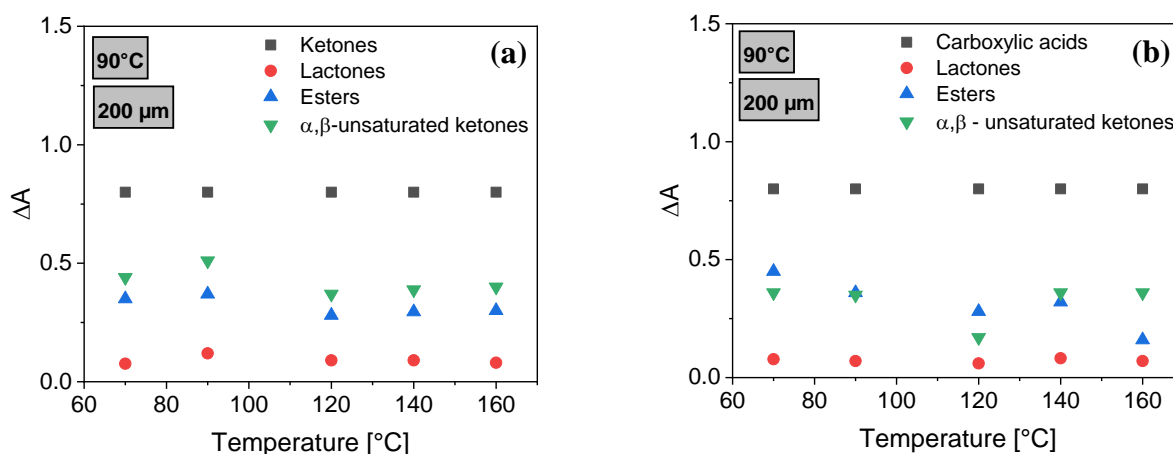 1.5
1.0
0.5
0.0
ΔA
90°C
200 µm
Ketones
Lactones
Esters
α,β-unsaturated ketones
(a)
60 80 100 120 140 160
Temperature [°C]
1.5
1.0
0.5
0.0
ΔA
90°C
200 µm
Carboxylic acids
Lactones
Esters
α,β - unsaturated ketones
(b)
60 80 100 120 140 160
Temperature [°C]